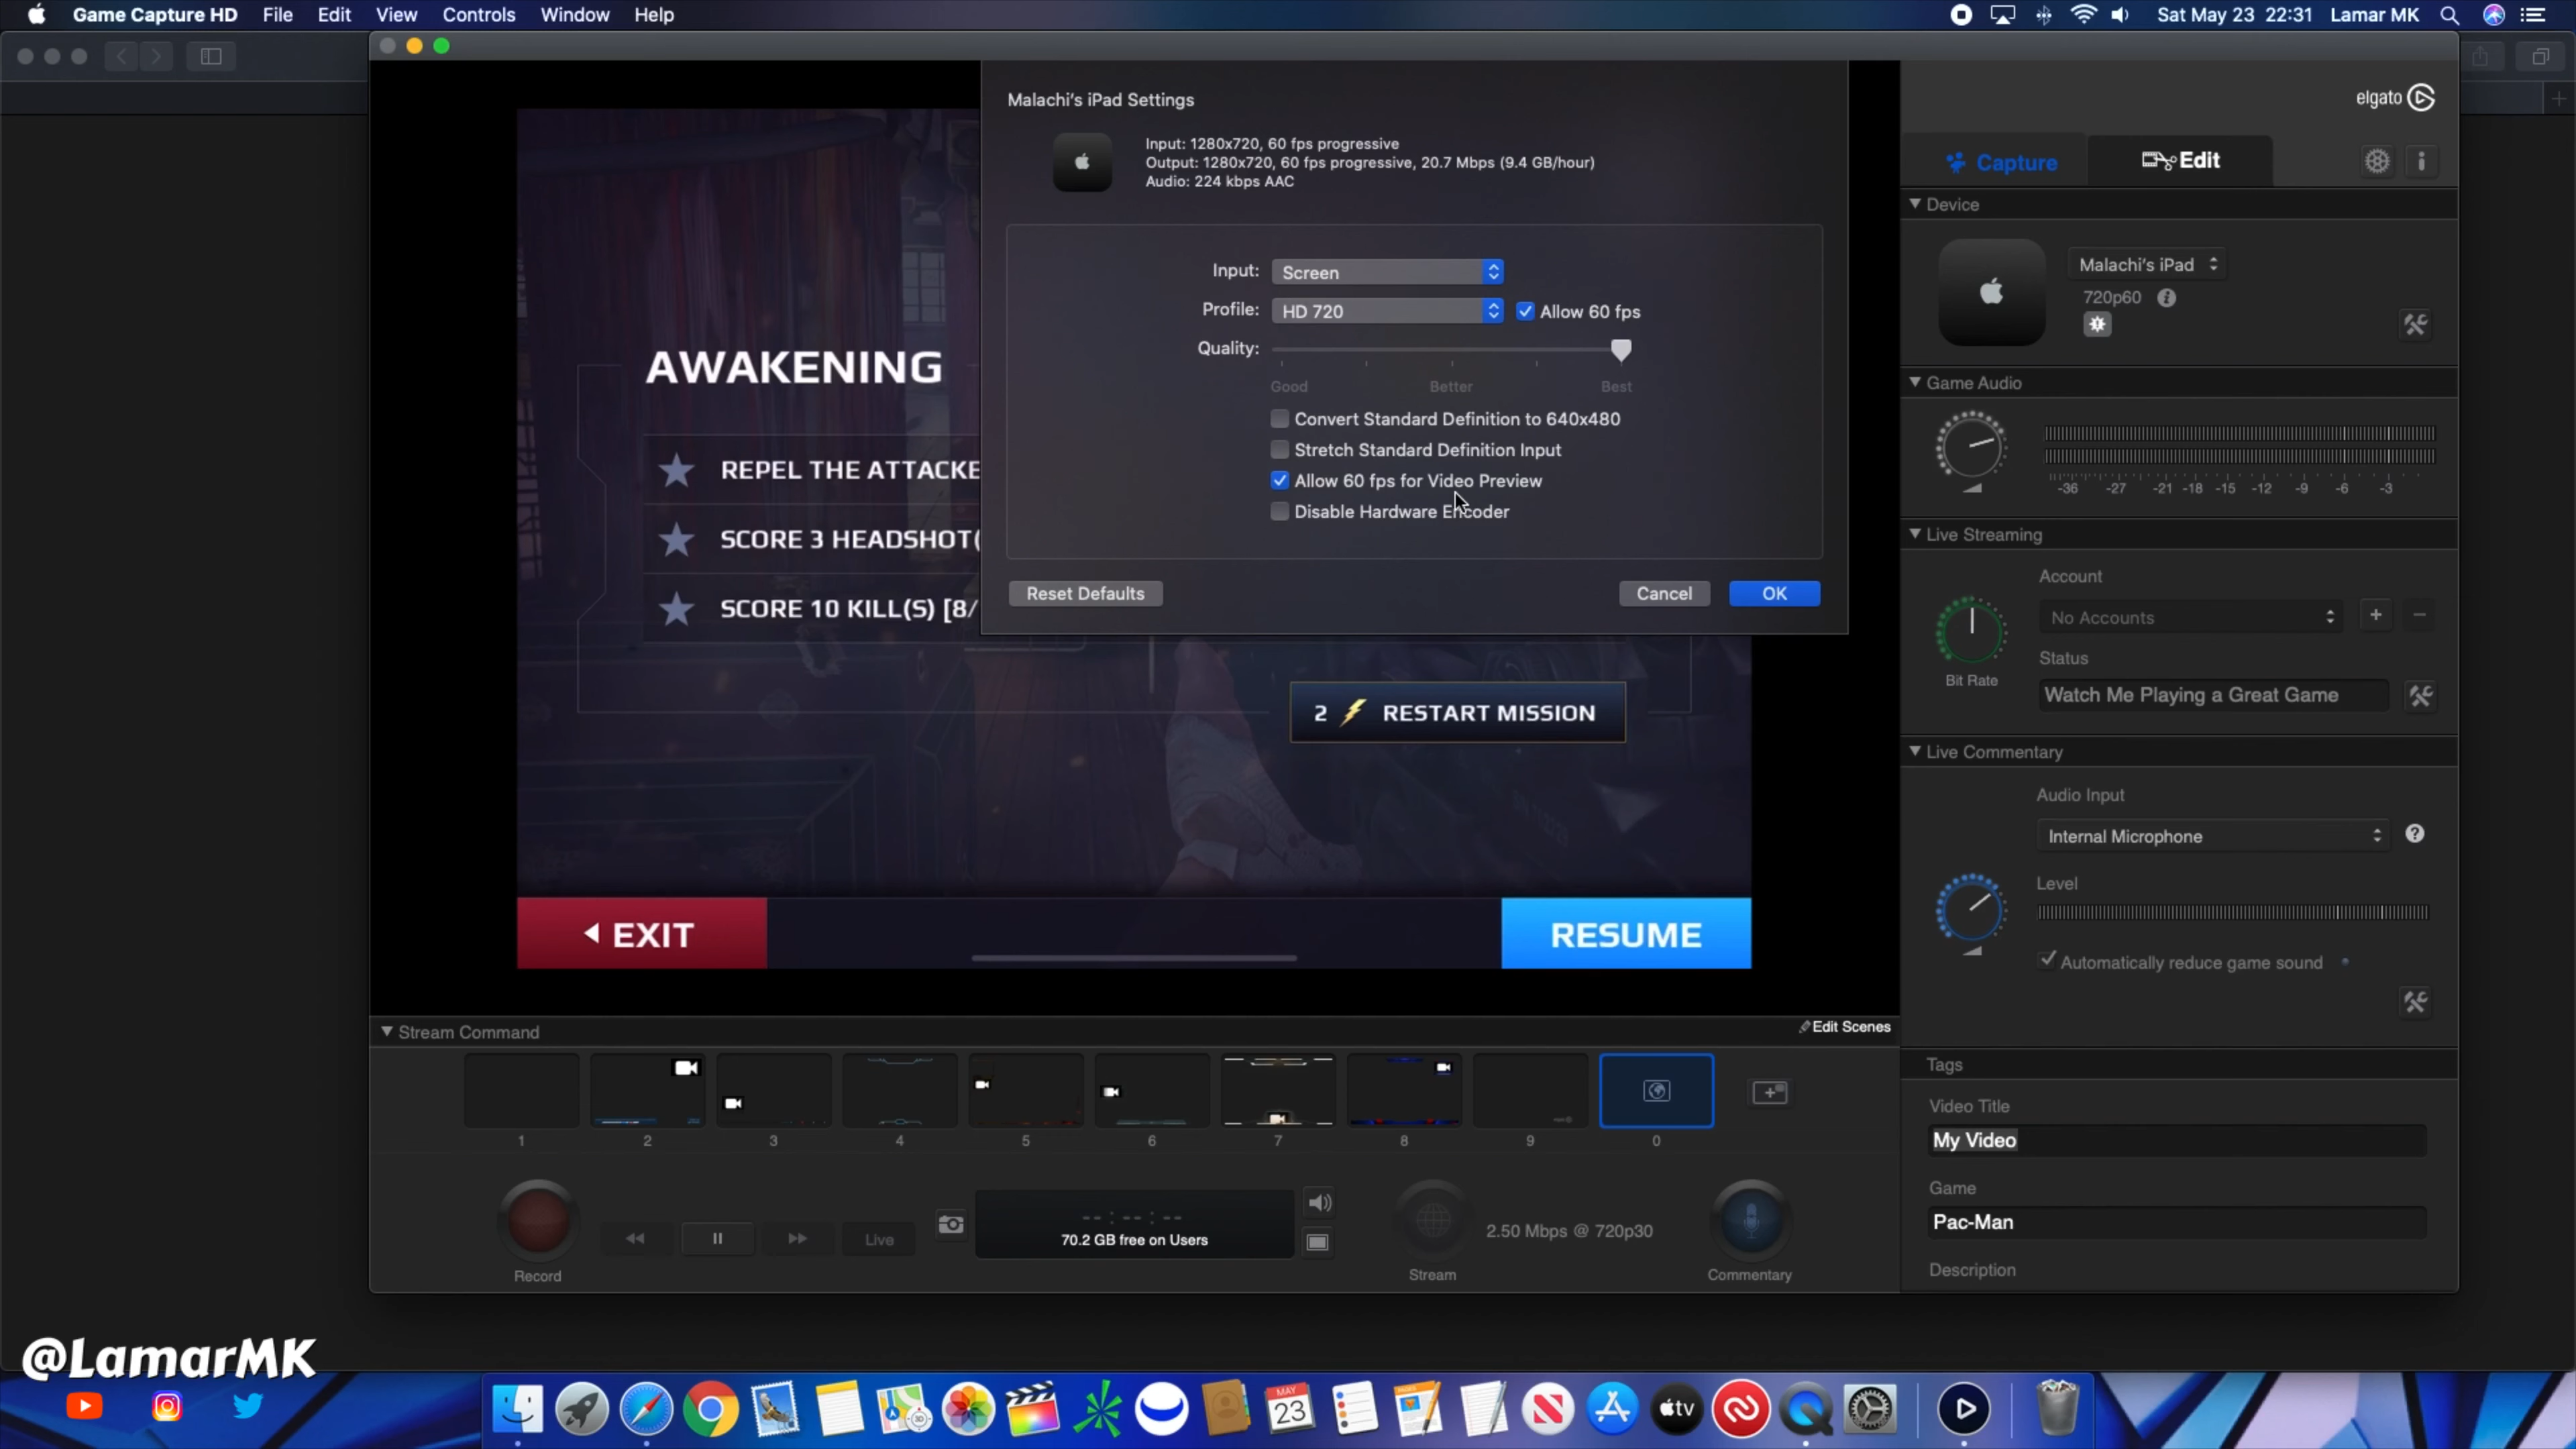 Game Capture HD File Edit View Controls Window Help
Sat May 23 22:31 Lamar MK
Malachi's iPad Settings
Input: 1280x720, 60 fps progressive
Output: 1280x720, 60 fps progressive, 20.7 Mbps (9.4 GB/hour)
Audio: 224 kbps AAC
Input: Screen
Profile: HD 720 Allow 60 fps
Quality:
Good Better Best
Convert Standard Definition to 640x480
Stretch Standard Definition Input
Allow 60 fps for Video Preview
Disable Hardware Encoder
Reset Defaults Cancel OK
AWAKENING
REPEL THE ATTACKE
SCORE 3 HEADSHOT(
SCORE 10 KILL(S) [8/
2 RESTART MISSION
EXIT
RESUME
elgato
Capture Edit
Device
Malachi's iPad
720p60
Game Audio
-36 -27 -21 -18 -15 -12 -9 -6 -3
Live Streaming
Account
No Accounts
Status
Bit Rate
Watch Me Playing a Great Game
Live Commentary
Audio Input
Internal Microphone
Level
Automatically reduce game sound
Tags
Video Title
My Video
Game
Pac-Man
Description
Stream Command Edit Scenes
1 2 3 4 5 6 7 8 9 0
Record
Live
--:--:--
70.2 GB free on Users
Stream
2.50 Mbps @ 720p30
Commentary
@LamarMK
MAY
23
tv